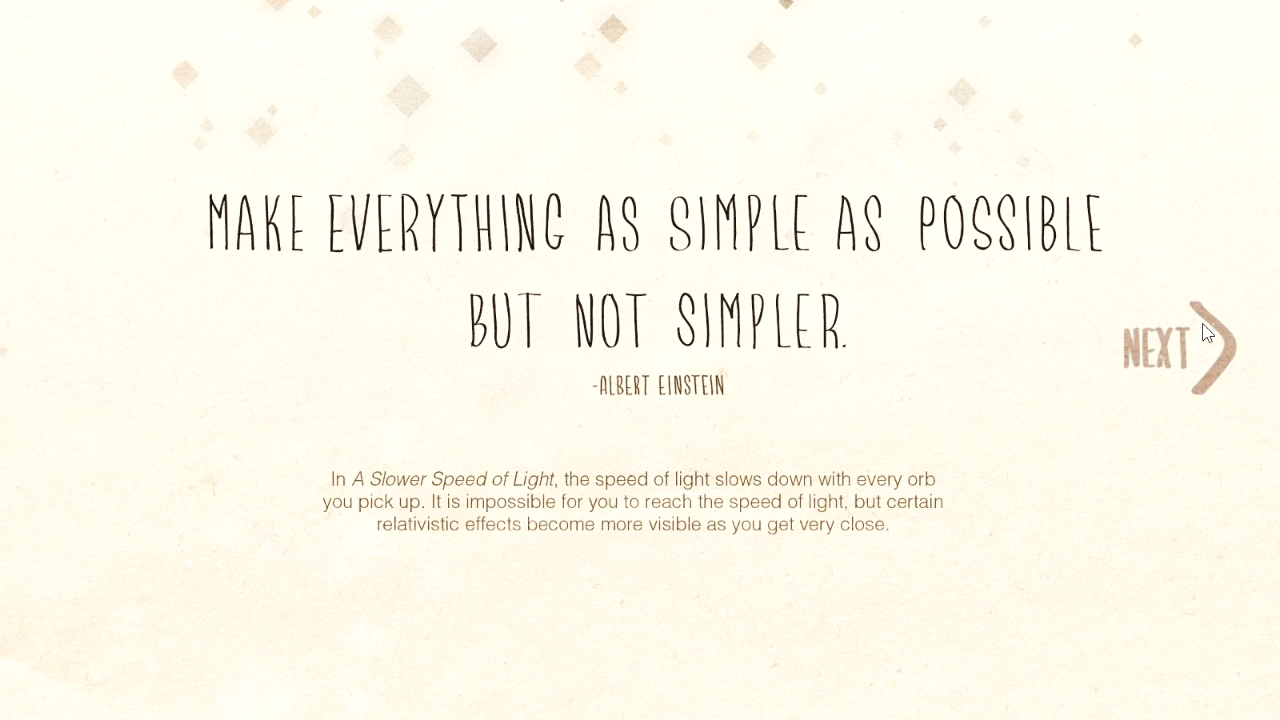 MAKE EVERYTHING AS SIMPLE AS POSSIBLE
BUT NOT SIMPLER.
-ALBERT EINSTEIN
NEXT
In A Slower Speed of Light, the speed of light slows down with every orb
you pick up. It is impossible for you to reach the speed of light, but certain
relativistic effects become more visible as you get very close.